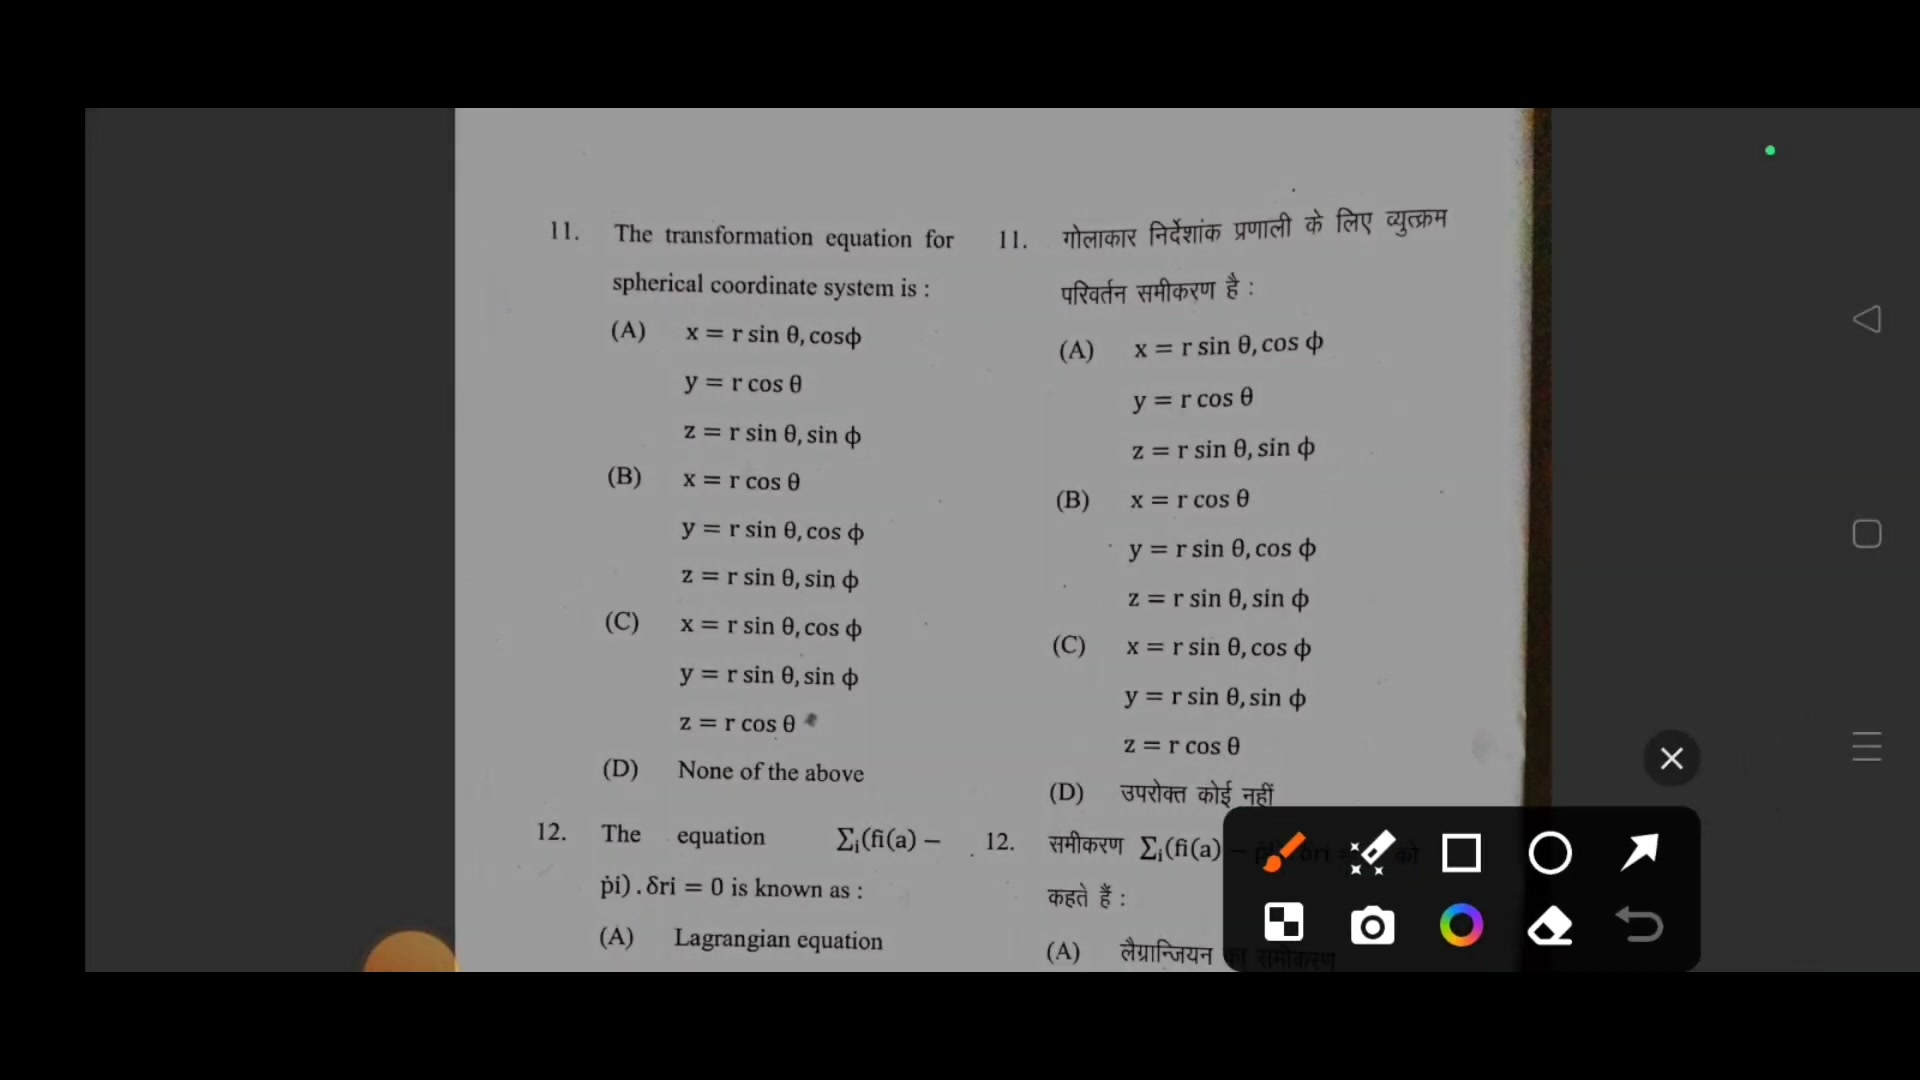 11. The transformation equation for
spherical coordinate system is :
(A) x = r sin θ, cosϕ
y = r cos θ
z = r sin θ, sin ϕ
(B) x = r cos θ
y = r sin θ, cos ϕ
z = r sin θ, sin ϕ
(C) x = r sin θ, cos ϕ
y = r sin θ, sin ϕ
z = r cos θ
(D) None of the above
12. The equation ∑ᵢ(fi(a) −
ṗi) . δri = 0 is known as :
(A) Lagrangian equation
11. गोलाकार निर्देशांक प्रणाली के लिए व्युत्क्रम
परिवर्तन समीकरण है :
(A) x = r sin θ, cos ϕ
y = r cos θ
z = r sin θ, sin ϕ
(B) x = r cos θ
y = r sin θ, cos ϕ
z = r sin θ, sin ϕ
(C) x = r sin θ, cos ϕ
y = r sin θ, sin ϕ
z = r cos θ
(D) उपरोक्त कोई नहीं
12. समीकरण ∑ᵢ(fi(a) − को
कहते हैं :
(A) लैग्रान्जियन का समीकरण